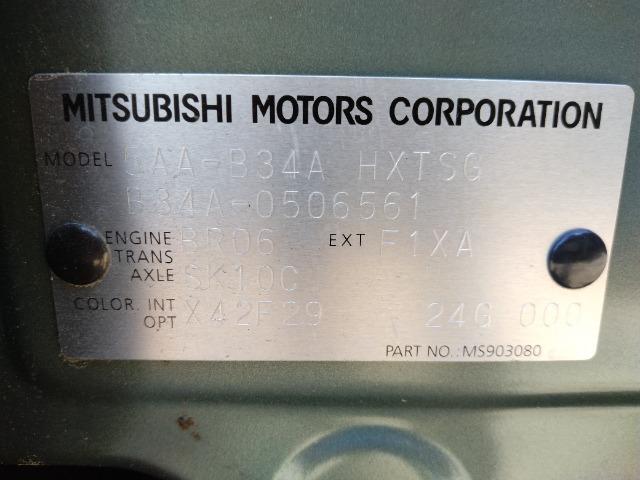 MITSUBISHI MOTORS CORPORATION
MODEL 5AA-B34A HXTSG
B34A-0506561
ENGINE BR06 EXT F1XA
TRANS
AXLE SK10C
COLOR. INT X42F29 24G 000
OPT
PART NO.:MS903080